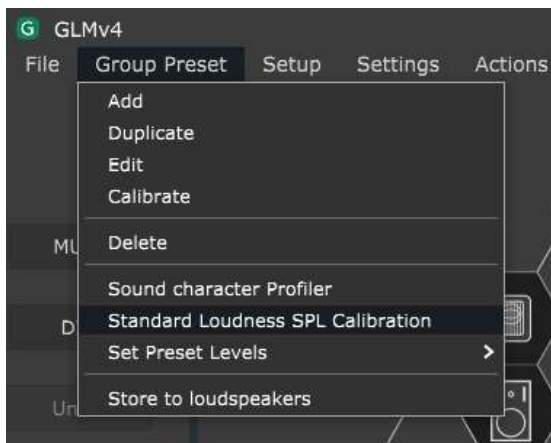 G GLMv4
File Group Preset Setup Settings Actions
Add
Duplicate
Edit
Calibrate
Delete
Sound character Profiler
Standard Loudness SPL Calibration
Set Preset Levels >
Store to loudspeakers